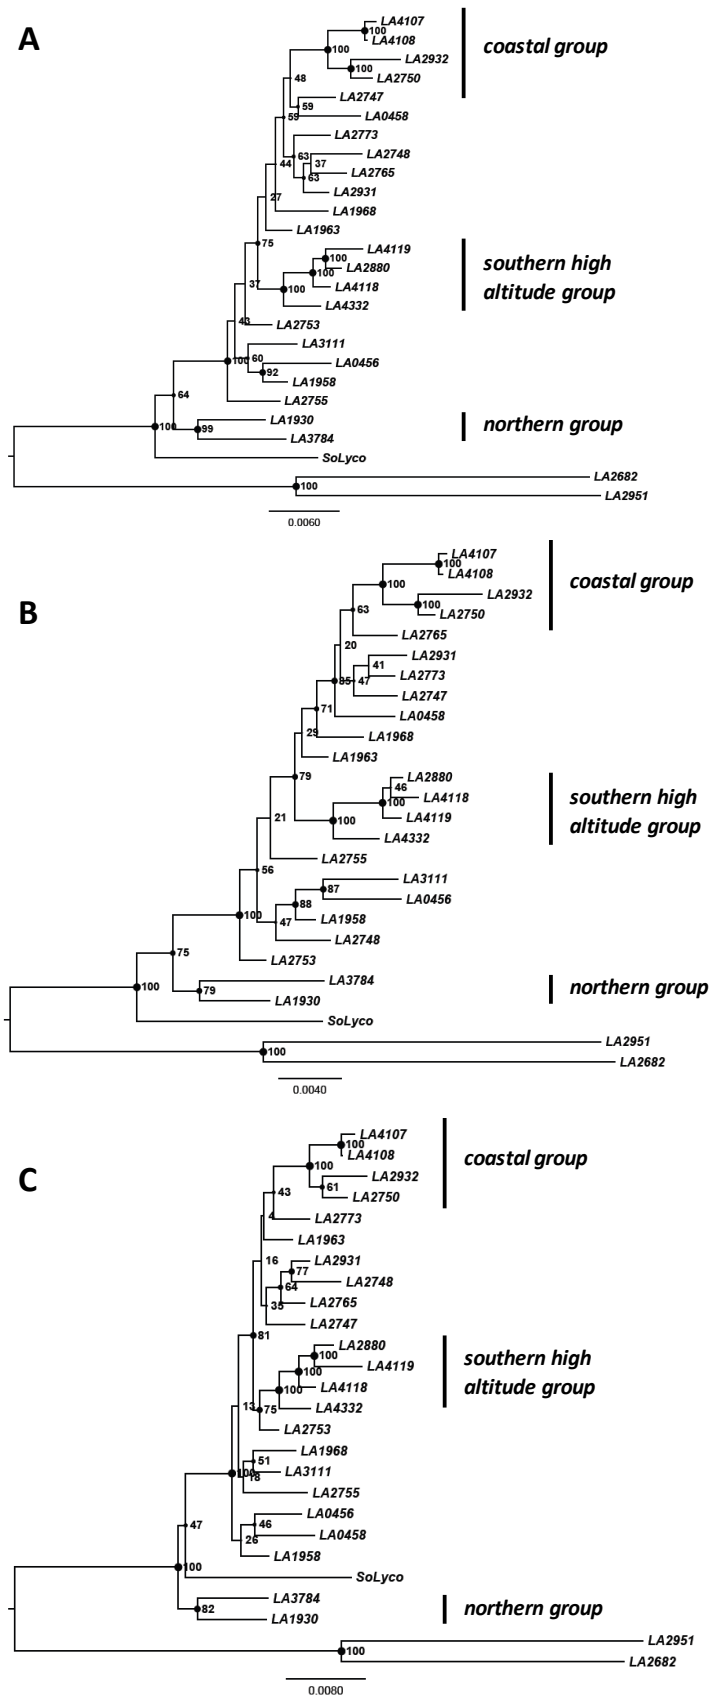 A
LA4107
100
LA4108
coastal group
100
LA2932
100
LA2750
48
LA2747
59
LA0458
59
LA2773
LA2748
63
37
44
LA2765
63
LA2931
27
LA1968
LA1963
75
LA4119
100
LA2880
100
LA4118
100
LA4332
southern high
altitude group
37
LA2753
43
LA3111
100
60
LA0456
92
LA1958
LA2755
64
LA1930
100
99
LA3784
northern group
SoLyco
LA2682
100
LA2951
0.0060
B
LA4107
100
LA4108
coastal group
100
LA2932
100
LA2750
63
LA2765
20
LA2931
41
LA2773
85
47
LA2747
71
LA0458
29
LA1968
LA1963
79
LA2880
46
LA4118
100
LA4119
100
LA4332
southern high
altitude group
21
LA2755
56
LA3111
87
LA0456
88
LA1958
100
47
LA2748
75
LA2753
LA3784
100
79
LA1930
northern group
SoLyco
LA2951
100
LA2682
0.0040
C
LA4107
100
LA4108
coastal group
100
LA2932
61
LA2750
43
LA2773
4
LA1963
16
LA2931
77
LA2748
64
LA2765
35
LA2747
81
LA2880
100
LA4119
100
LA4118
100
LA4332
southern high
altitude group
13
75
LA2753
LA1968
51
LA3111
100
18
LA2755
LA0456
46
LA0458
47
26
LA1958
SoLyco
100
LA3784
82
LA1930
northern group
LA2951
100
LA2682
0.0080